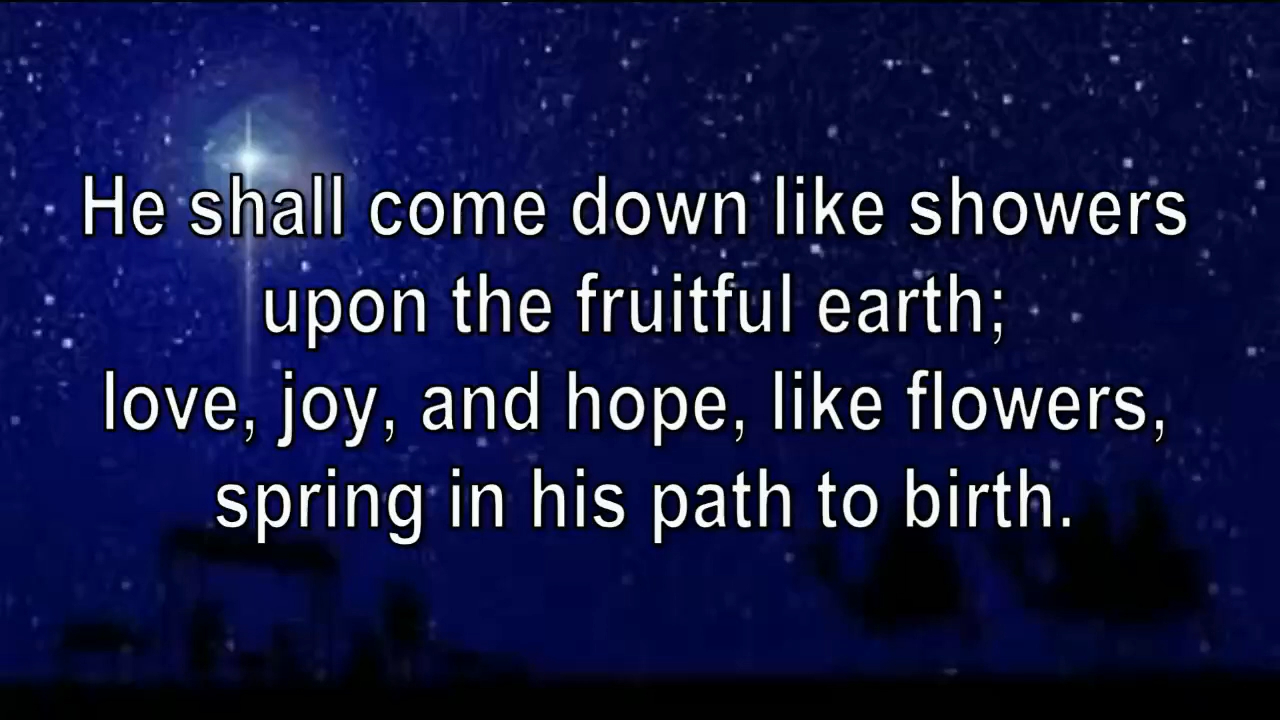 He shall come down like showers
upon the fruitful earth;
love, joy, and hope, like flowers,
spring in his path to birth.